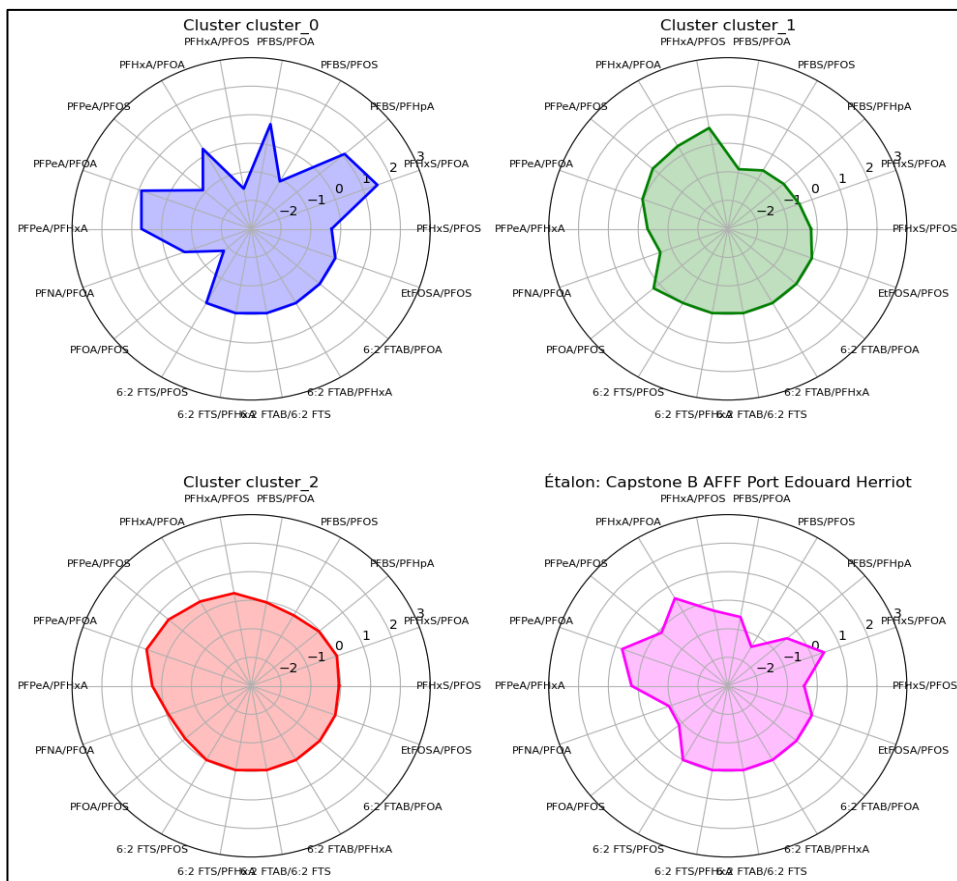 Cluster cluster_0
PFHxA/PFOS PFBS/PFOA
PFHxA/PFOA PFBS/PFOS
PFPeA/PFOS PFBS/PFHpA
PFPeA/PFOA PFHxS/PFOA
PFPeA/PFHxA PFHxS/PFOS
PFNA/PFOA EtFOSA/PFOS
PFOA/PFOS 6:2 FTAB/PFOA
6:2 FTS/PFOS 6:2 FTAB/PFHxA
6:2 FTS/PFHxA 6:2 FTAB/6:2 FTS
−2 −1 0 1 2 3
Cluster cluster_1
PFHxA/PFOS PFBS/PFOA
PFHxA/PFOA PFBS/PFOS
PFPeA/PFOS PFBS/PFHpA
PFPeA/PFOA PFHxS/PFOA
PFPeA/PFHxA PFHxS/PFOS
PFNA/PFOA EtFOSA/PFOS
PFOA/PFOS 6:2 FTAB/PFOA
6:2 FTS/PFOS 6:2 FTAB/PFHxA
6:2 FTS/PFHxA 6:2 FTAB/6:2 FTS
−2 −1 0 1 2 3
Cluster cluster_2
PFHxA/PFOS PFBS/PFOA
PFHxA/PFOA PFBS/PFOS
PFPeA/PFOS PFBS/PFHpA
PFPeA/PFOA PFHxS/PFOA
PFPeA/PFHxA PFHxS/PFOS
PFNA/PFOA EtFOSA/PFOS
PFOA/PFOS 6:2 FTAB/PFOA
6:2 FTS/PFOS 6:2 FTAB/PFHxA
6:2 FTS/PFHxA 6:2 FTAB/6:2 FTS
−2 −1 0 1 2 3
Étalon: Capstone B AFFF Port Edouard Herriot
PFHxA/PFOS PFBS/PFOA
PFHxA/PFOA PFBS/PFOS
PFPeA/PFOS PFBS/PFHpA
PFPeA/PFOA PFHxS/PFOA
PFPeA/PFHxA PFHxS/PFOS
PFNA/PFOA EtFOSA/PFOS
PFOA/PFOS 6:2 FTAB/PFOA
6:2 FTS/PFOS 6:2 FTAB/PFHxA
6:2 FTS/PFHxA 6:2 FTAB/6:2 FTS
−2 −1 0 1 2 3